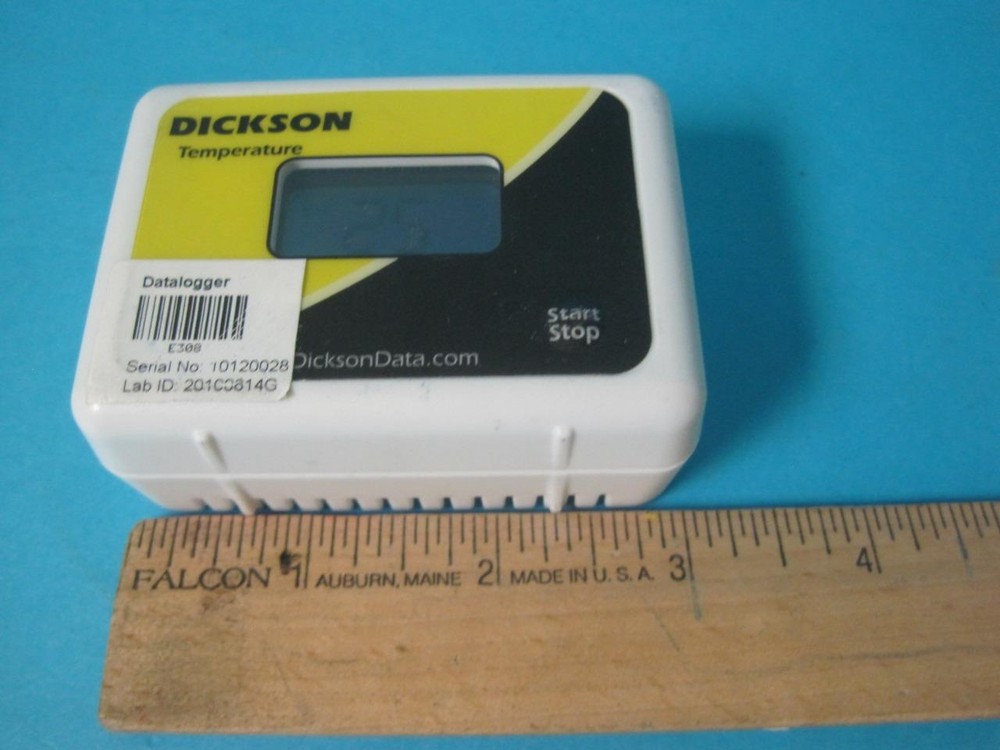 DICKSON
Temperature
Datalogger
E308
Serial No: 10120028
Lab ID: 20100814G
DicksonData.com
Start
Stop
FALCON 1 AUBURN, MAINE 2 MADE IN U.S.A. 3 4